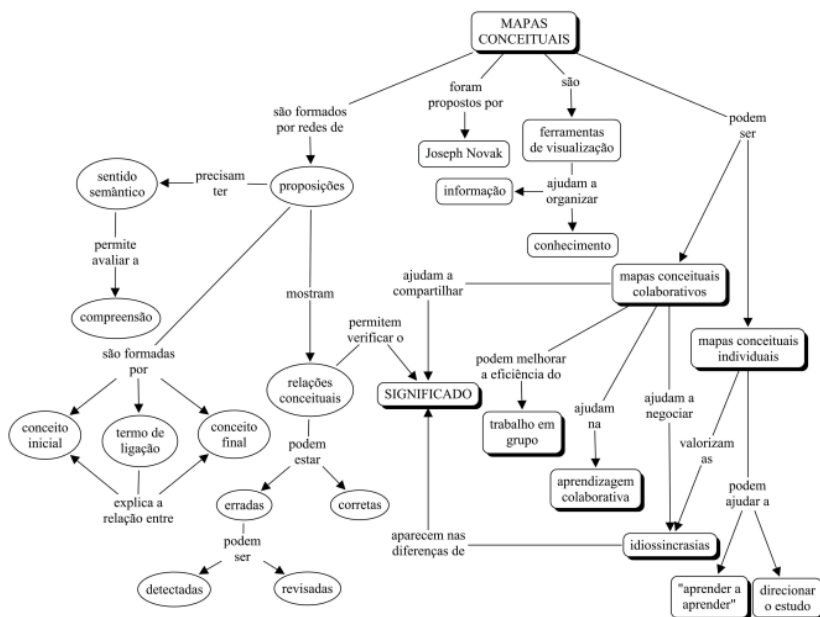 MAPAS
CONCEITUAIS
são formados
por redes de
foram
propostos por
são
podem
ser
Joseph Novak
ferramentas
de visualização
sentido
semântico
precisam
ter
proposições
informação
ajudam a
organizar
conhecimento
permite
avaliar a
compreensão
mostram
ajudam a
compartilhar
mapas conceituais
colaborativos
mapas conceituais
individuais
são formadas
por
permitem
verificar o
relações
conceituais
SIGNIFICADO
podem melhorar
a eficiência do
trabalho em
grupo
ajudam
na
aprendizagem
colaborativa
ajudam a
negociar
valorizam
as
conceito
inicial
termo de
ligação
conceito
final
explica a
relação entre
podem
estar
erradas
corretas
podem
ser
detectadas
revisadas
aparecem nas
diferenças de
idiossincrasias
podem
ajudar a
"aprender a
aprender"
direcionar
o estudo